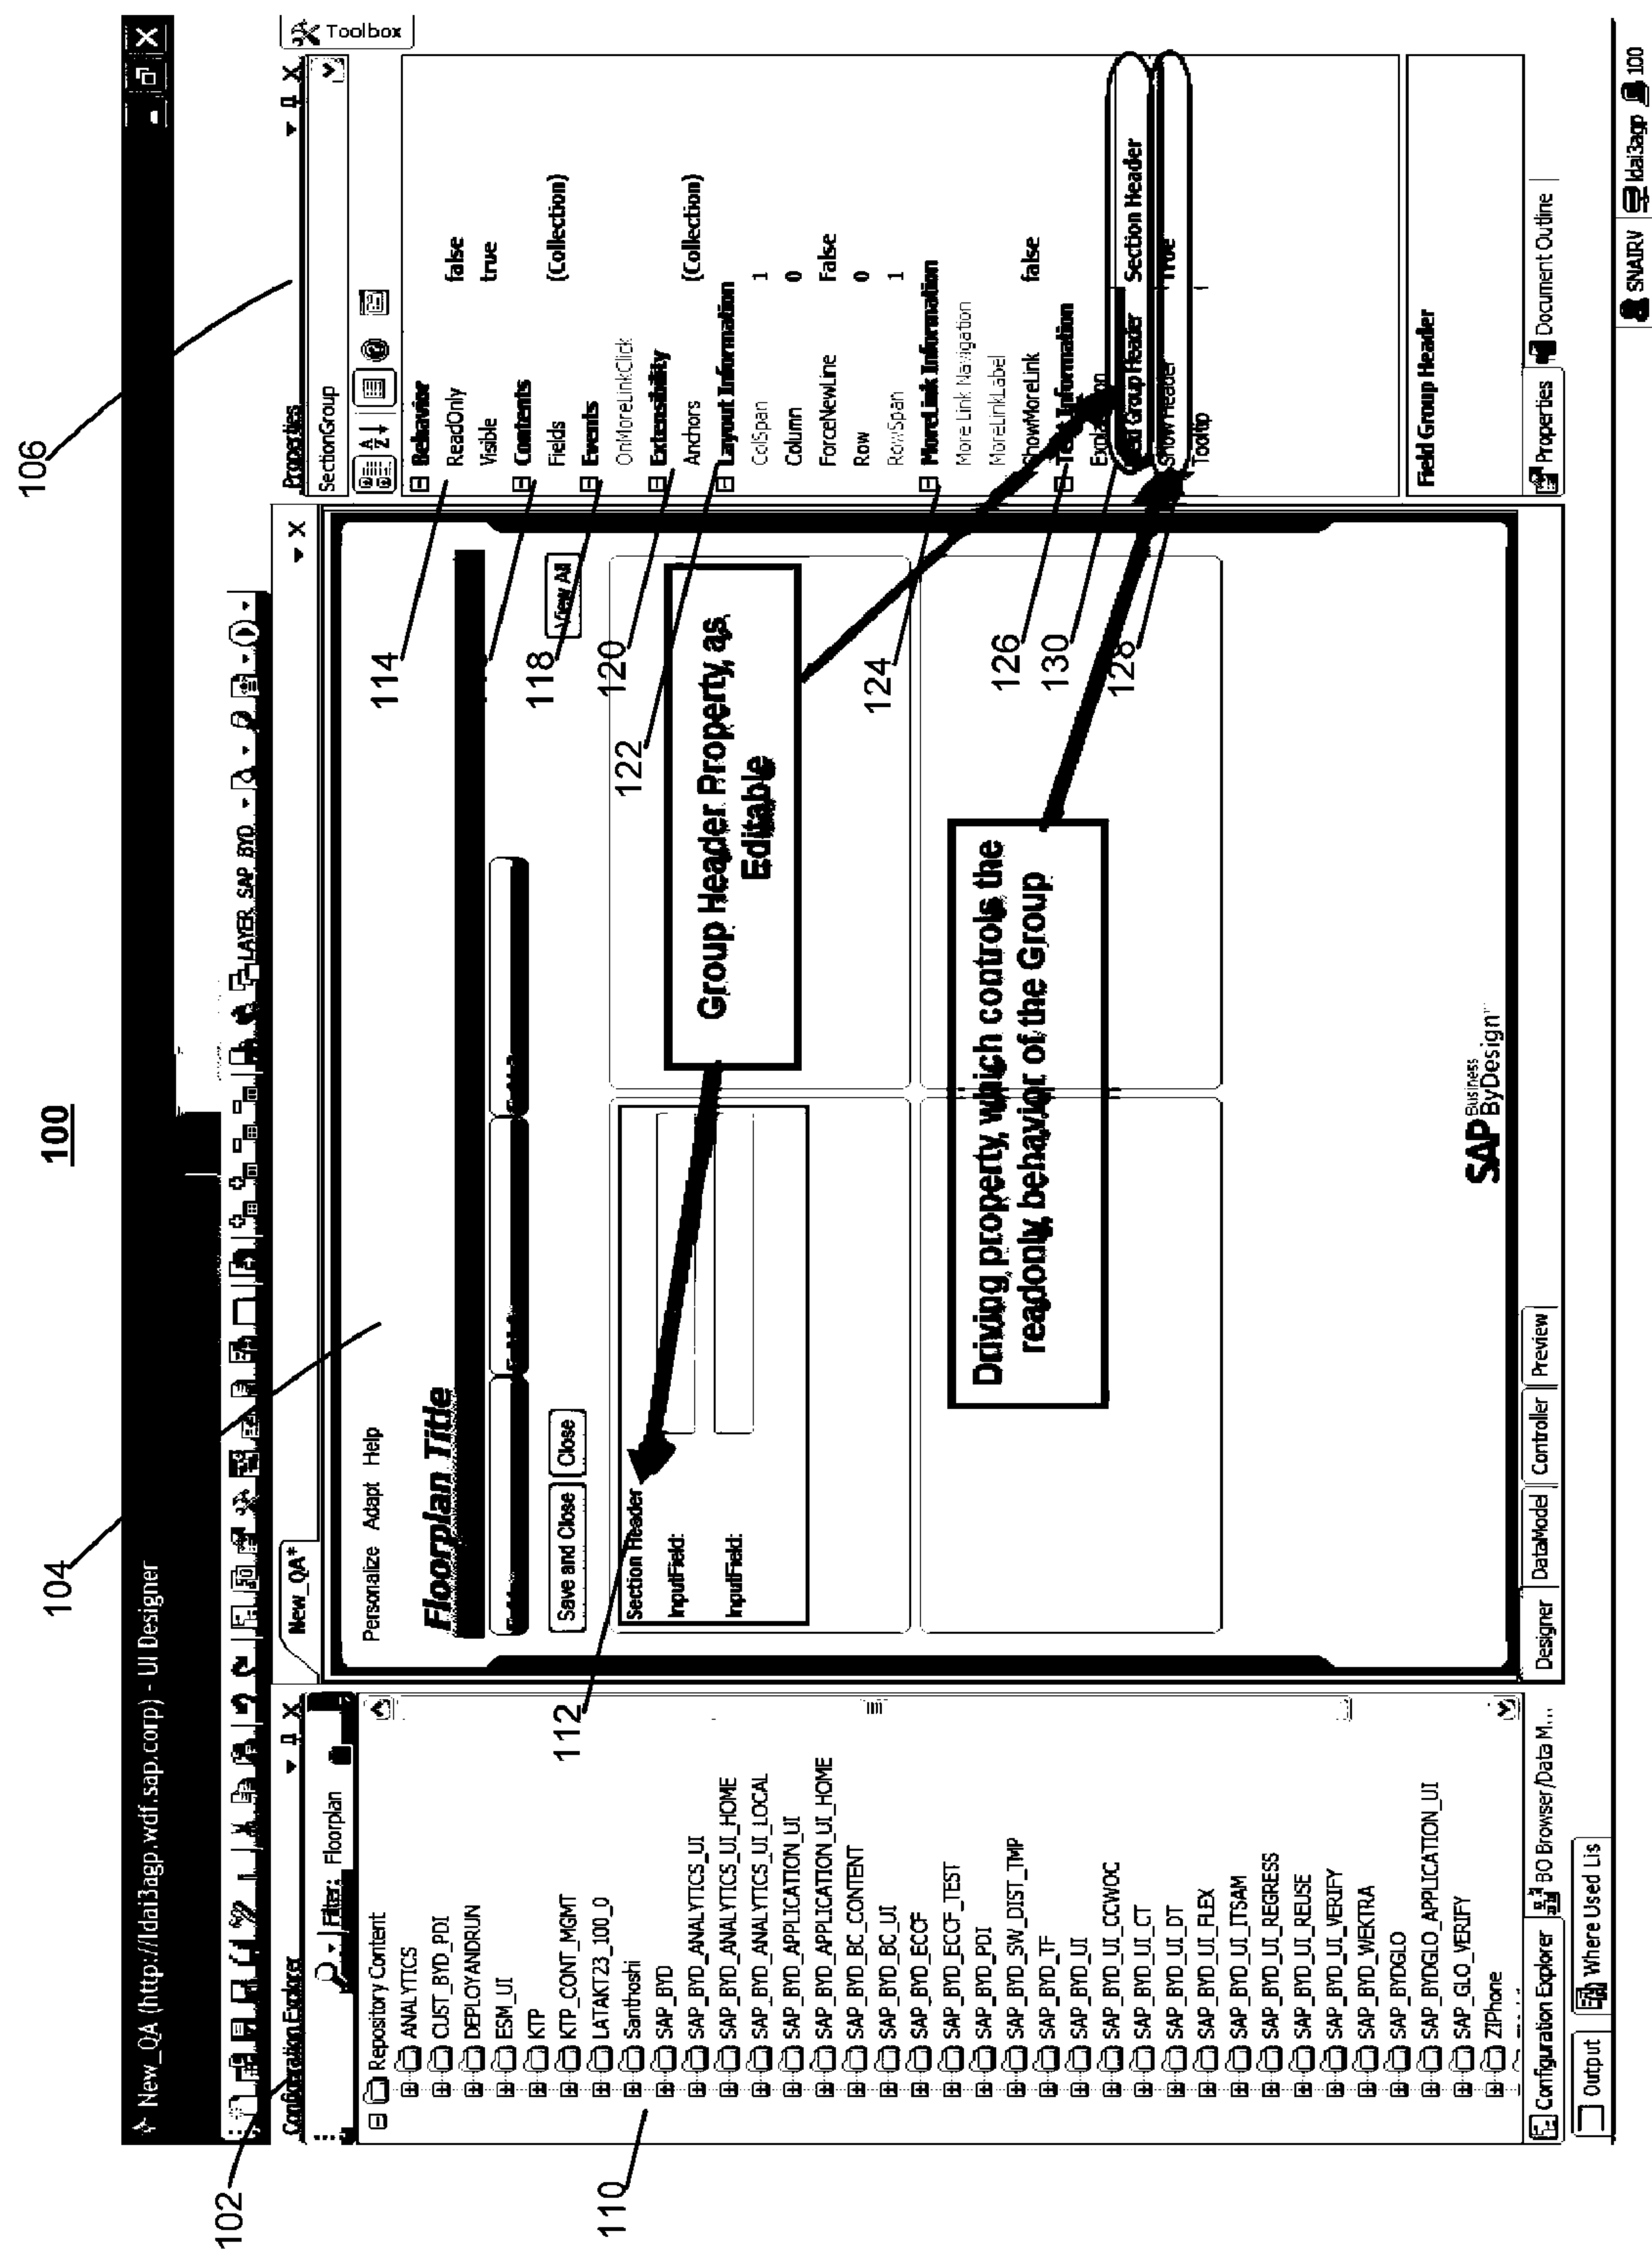 100
102
104
106
New_QA (http://ldai3agp.wdf.sap.corp) - UI Designer
LAYER SAP BYD
Configuration Explorer
Filter: Floorplan
Repository Content
ANALYTICS
CUST_BYD_PDI
DEPLOYANDRUN
ESM_UI
KTP
KTP_CONT_MGMT
LATAKT23_100_0
Santhoshi
SAP_BYD
SAP_BYD_ANALYTICS_UI
SAP_BYD_ANALYTICS_UI_HOME
SAP_BYD_ANALYTICS_UI_LOCAL
SAP_BYD_APPLICATION_UI
SAP_BYD_APPLICATION_UI_HOME
SAP_BYD_BC_CONTENT
SAP_BYD_BC_UI
SAP_BYD_ECCF
SAP_BYD_ECCF_TEST
SAP_BYD_PDI
SAP_BYD_SW_DIST_TMP
SAP_BYD_TF
SAP_BYD_UI
SAP_BYD_UI_CCWOC
SAP_BYD_UI_CT
SAP_BYD_UI_DT
SAP_BYD_UI_FLEX
SAP_BYD_UI_ITSAM
SAP_BYD_UI_REGRESS
SAP_BYD_UI_REUSE
SAP_BYD_UI_VERIFY
SAP_BYD_WEKTRA
SAP_BYDGLO
SAP_BYDGLO_APPLICATION_UI
SAP_GLO_VERIFY
ZIPhone
110
Configuration Explorer
BO Browser/Data M...
Output
Where Used Lis
New_QA*
Personalize Adapt Help
Floorplan Title
Save and Close
Close
View All
Section Header
InputField:
InputField:
112
Group Header Property, as
Editable
Driving property, which controls the
readonly, behavior of the Group
SAP Business
ByDesign
Designer
DataModel
Controller
Preview
Toolbox
Properties
SectionGroup
Behavior
ReadOnly false
Visible true
Contents
Fields (Collection)
Events
OnMoreLinkClick
Extensibility
Anchors (Collection)
Layout Information
ColSpan 1
Column 0
ForceNewLine False
Row 0
RowSpan 1
MoreLink Information
More Link Navigation
MoreLinkLabel
ShowMoreLink false
Text Information
Section Header
ShowHeader True
Tooltip
114
118
120
122
124
126
130
128
Field Group Header
Properties
Document Outline
SNAIRV
ldai3agp
100